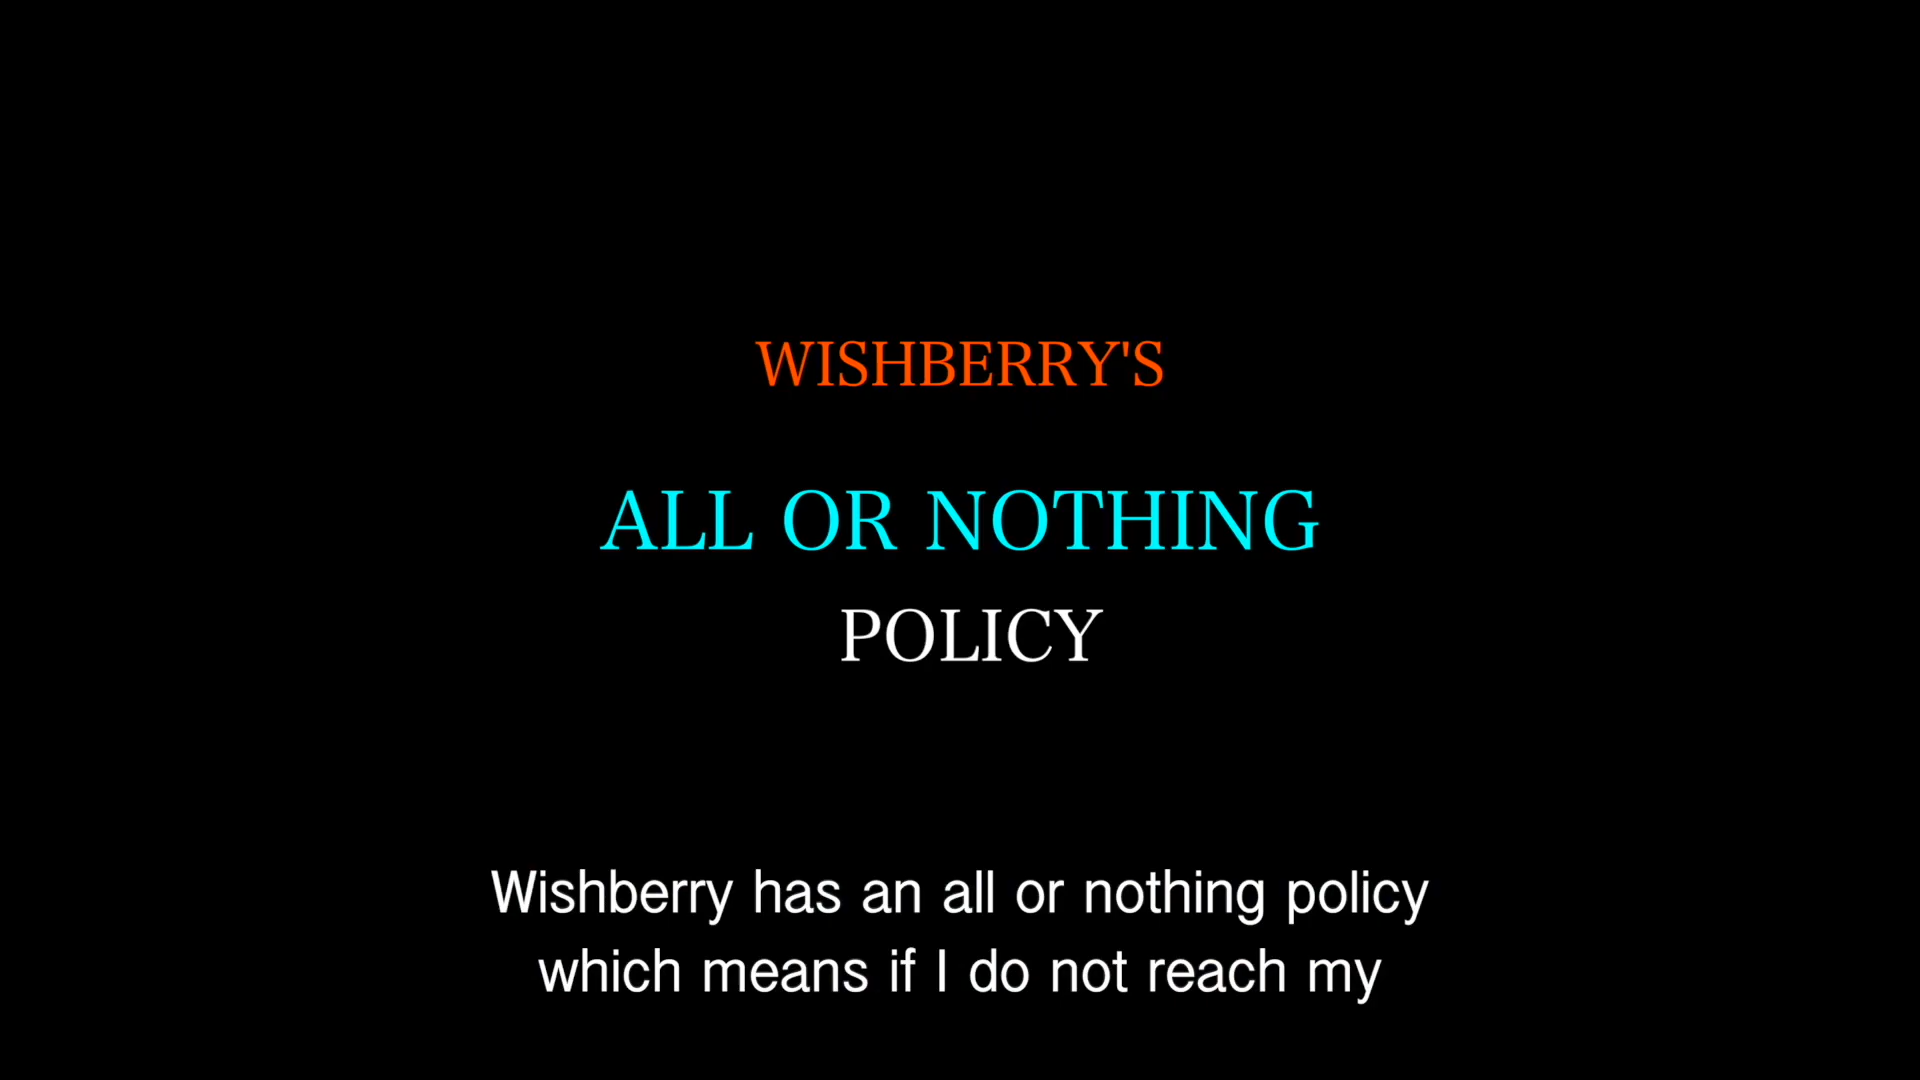 WISHBERRY'S
ALL OR NOTHING
POLICY
Wishberry has an all or nothing policy
which means if I do not reach my